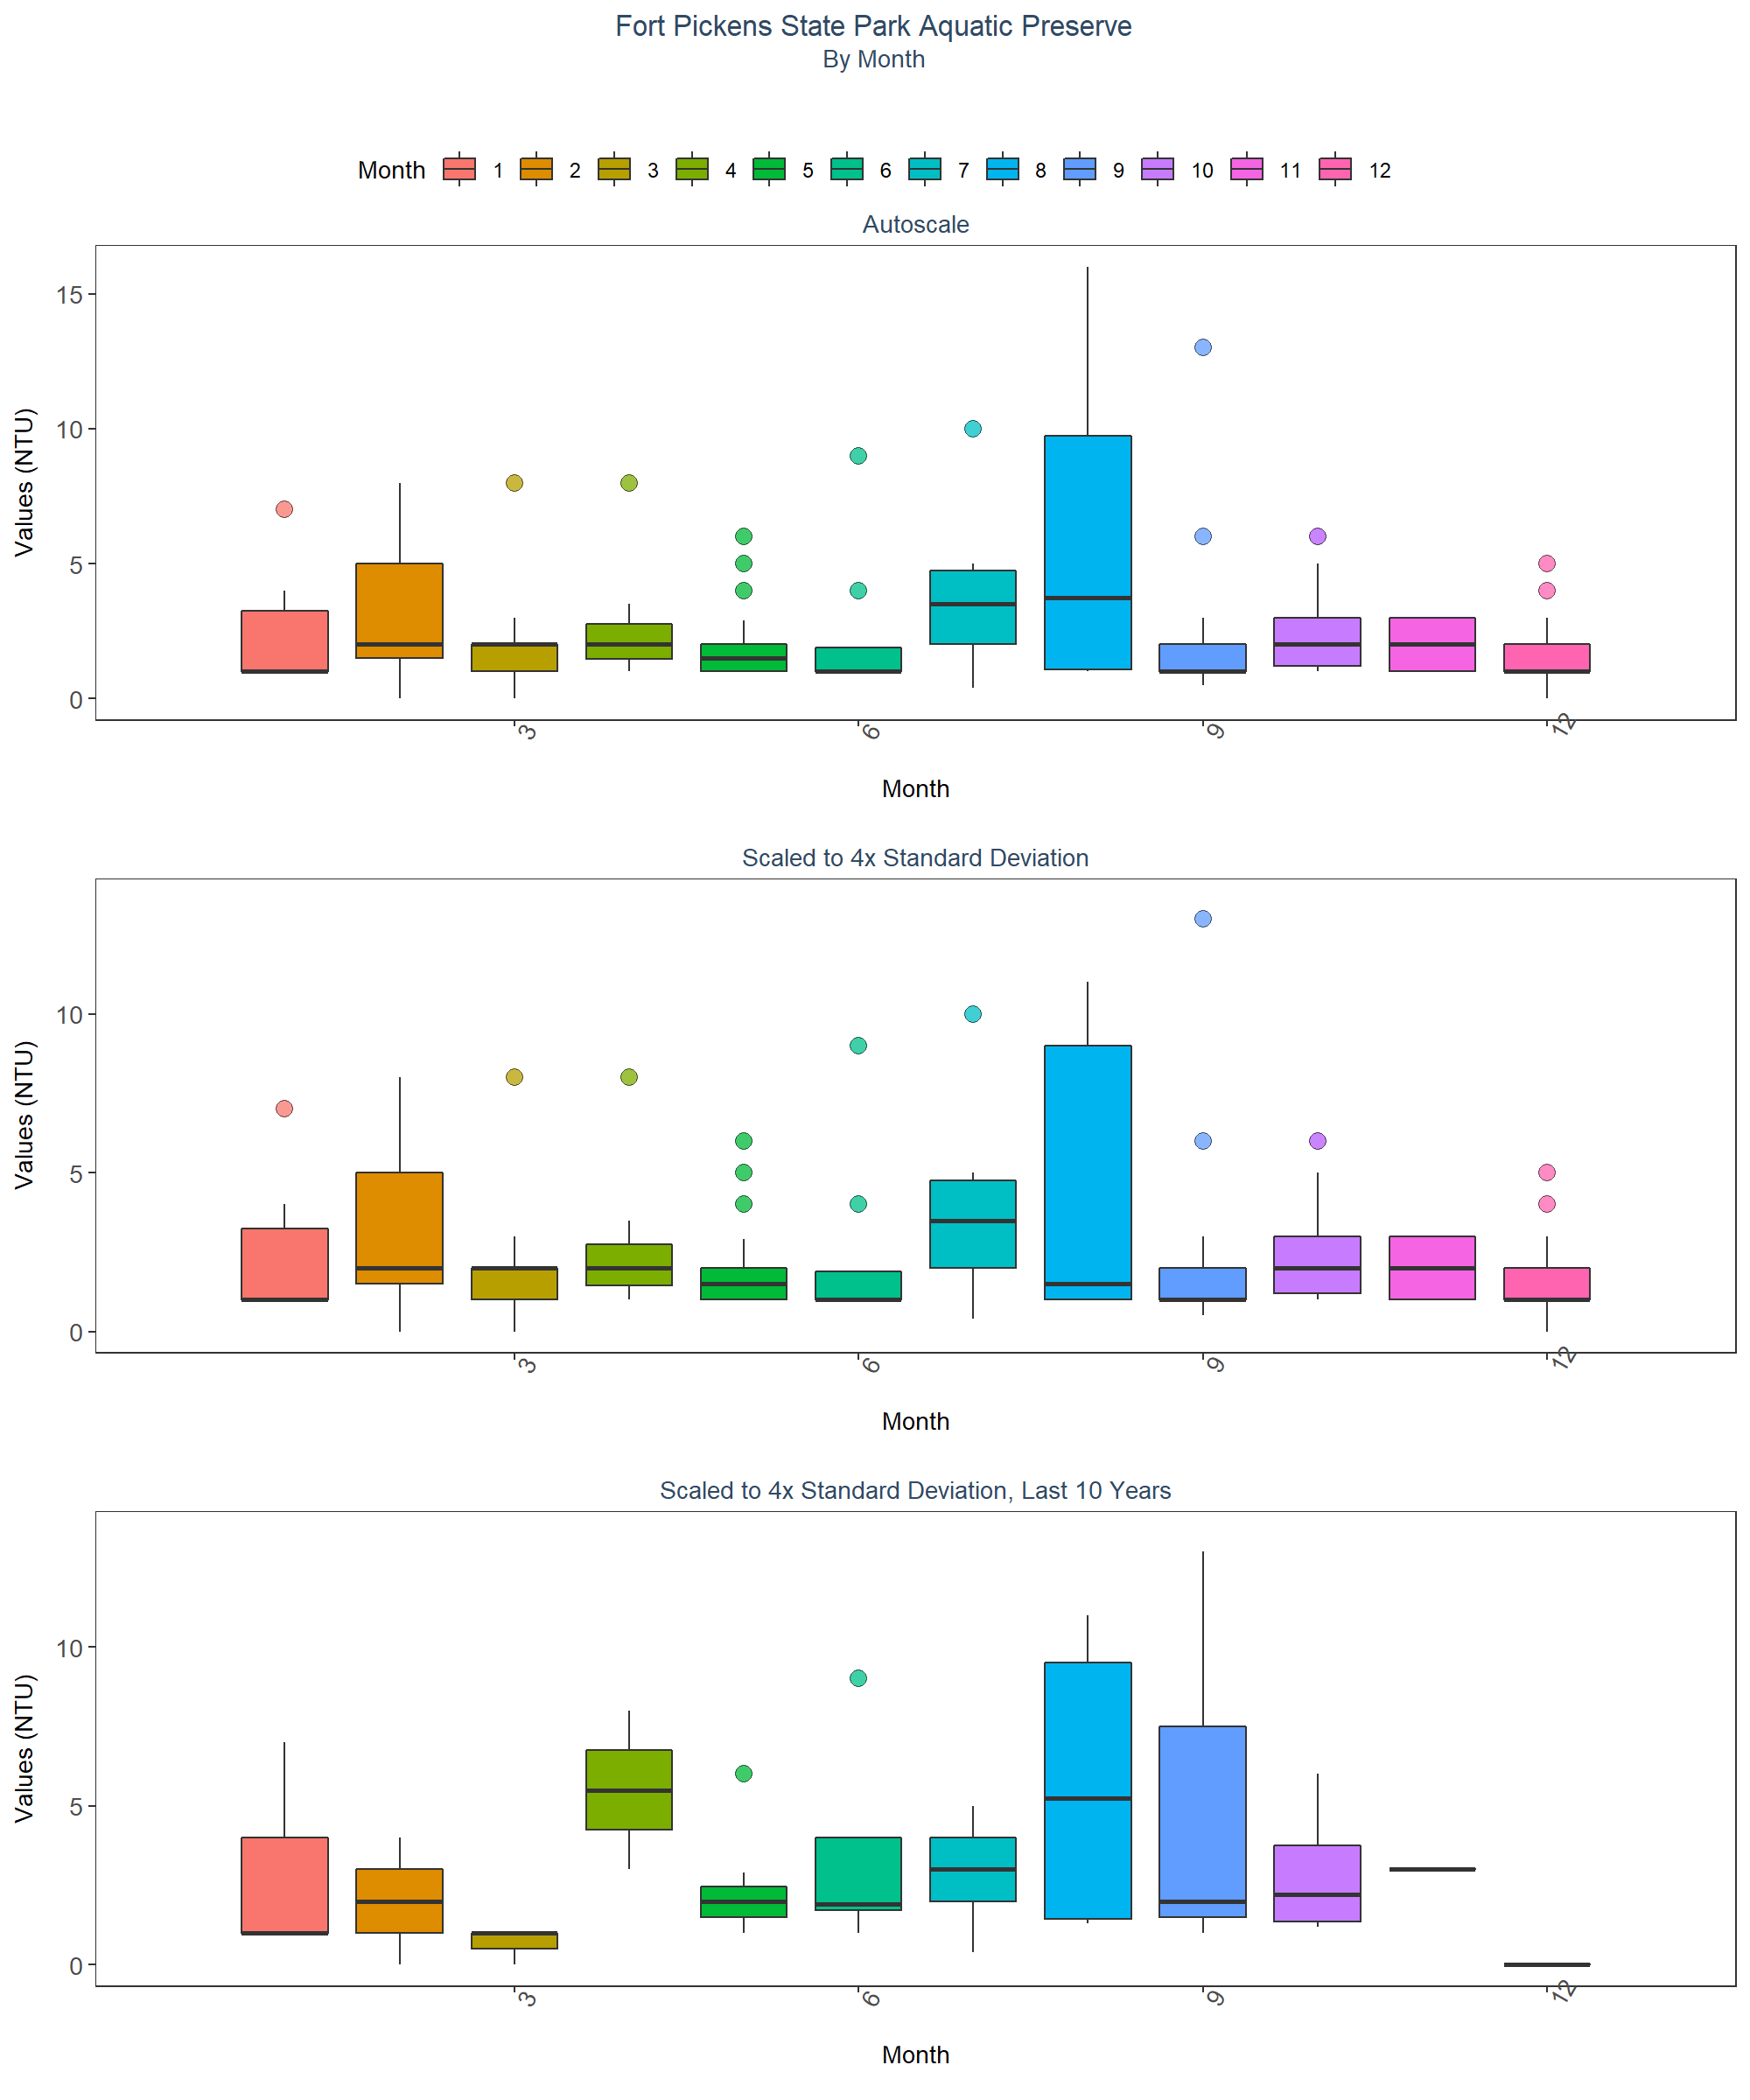 Fort Pickens State Park Aquatic Preserve
By Month
Month 1 2 3 4 5 6 7 8 9 10 11 12
Autoscale
Values (NTU)
15
10
5
0
3 6 9 12
Month
Scaled to 4x Standard Deviation
Values (NTU)
10
5
0
3 6 9 12
Month
Scaled to 4x Standard Deviation, Last 10 Years
Values (NTU)
10
5
0
3 6 9 12
Month